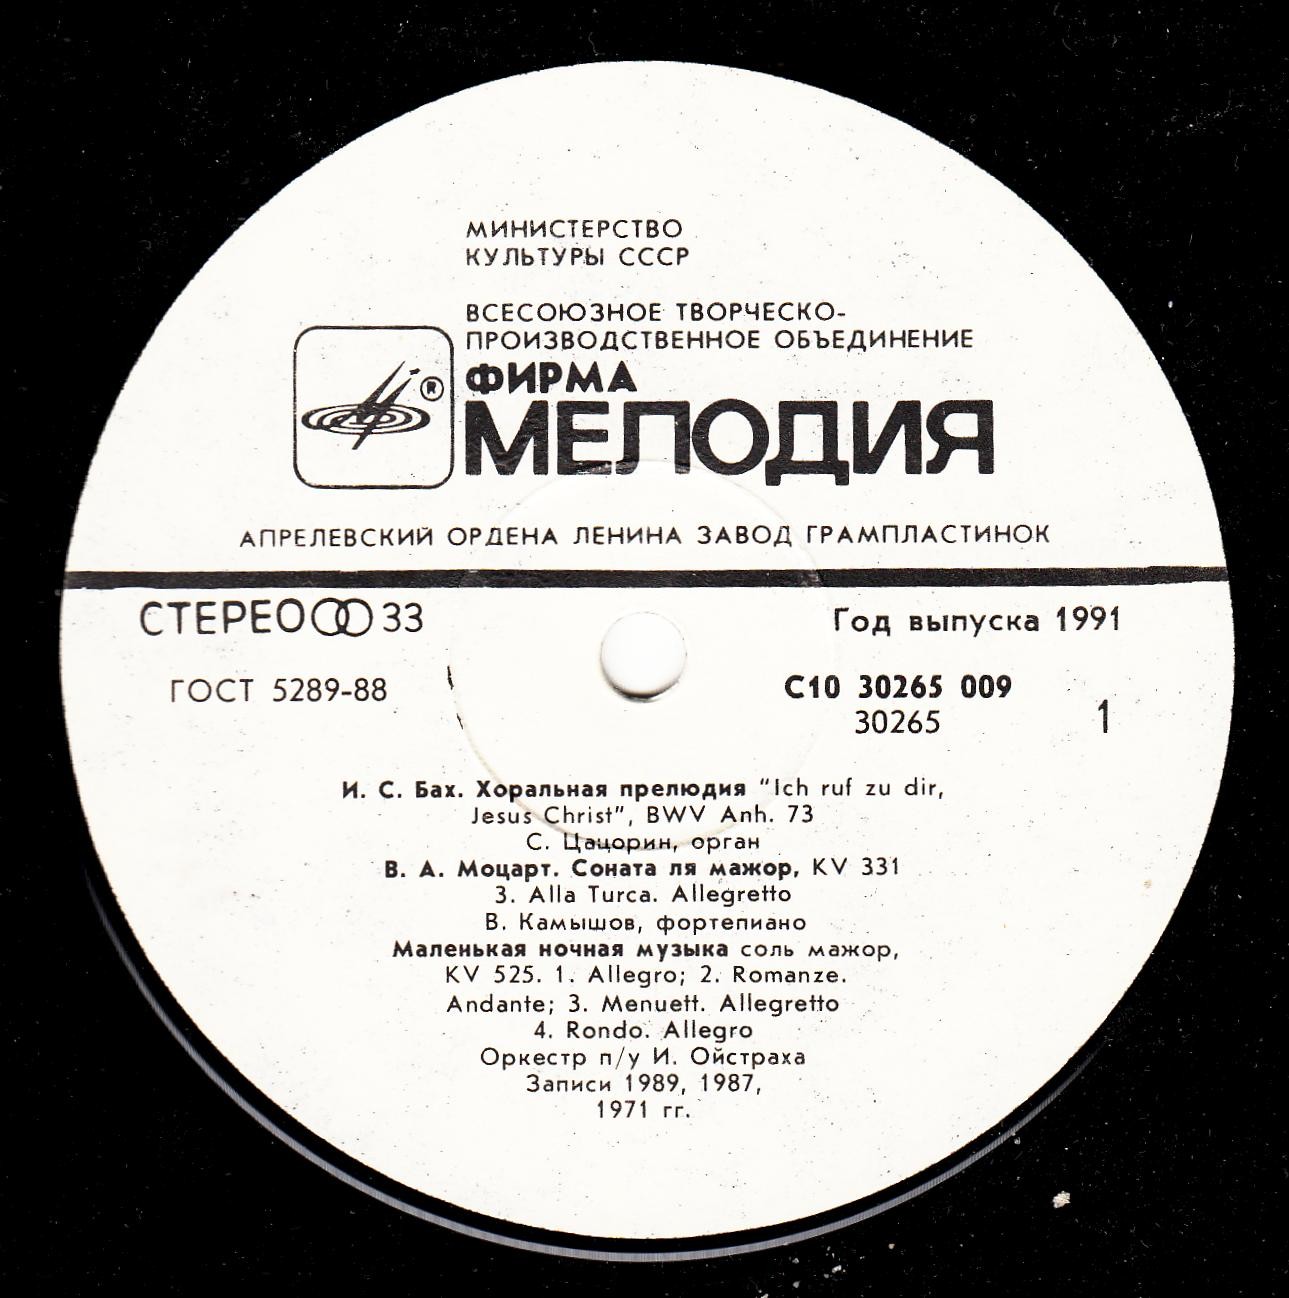 МИНИСТЕРСТВО
КУЛЬТУРЫ СССР
ВСЕСОЮЗНОЕ ТВОРЧЕСКО-
ПРОИЗВОДСТВЕННОЕ ОБЪЕДИНЕНИЕ
ФИРМА
®
МЕЛОДИЯ
АПРЕЛЕВСКИЙ ОРДЕНА ЛЕНИНА ЗАВОД ГРАМПЛАСТИНОК
СТЕРЕО 33
Год выпуска 1991
ГОСТ 5289-88
С10 30265 009
30265
1
И. С. Бах. Хоральная прелюдия "Ich ruf zu dir,
Jesus Christ", BWV Anh. 73
С. Цацорин, орган
В. А. Моцарт. Соната ля мажор, KV 331
3. Alla Turca. Allegretto
В. Камышов, фортепиано
Маленькая ночная музыка соль мажор,
KV 525. 1. Allegro; 2. Romanze.
Andante; 3. Menuett. Allegretto
4. Rondo. Allegro
Оркестр п/у И. Ойстраха
Записи 1989, 1987,
1971 гг.